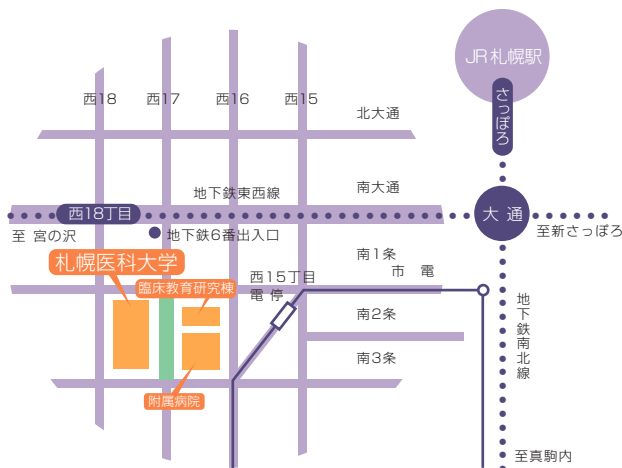 JR札幌駅
さっぽろ
西18
西17
西16
西15
北大通
地下鉄東西線
南大通
西18丁目
大通
至 宮の沢
地下鉄6番出入口
至新さっぽろ
札幌医科大学
南1条
市 電
臨床教育研究棟
西15丁目
電 停
地下鉄南北線
南2条
南3条
附属病院
至真駒内